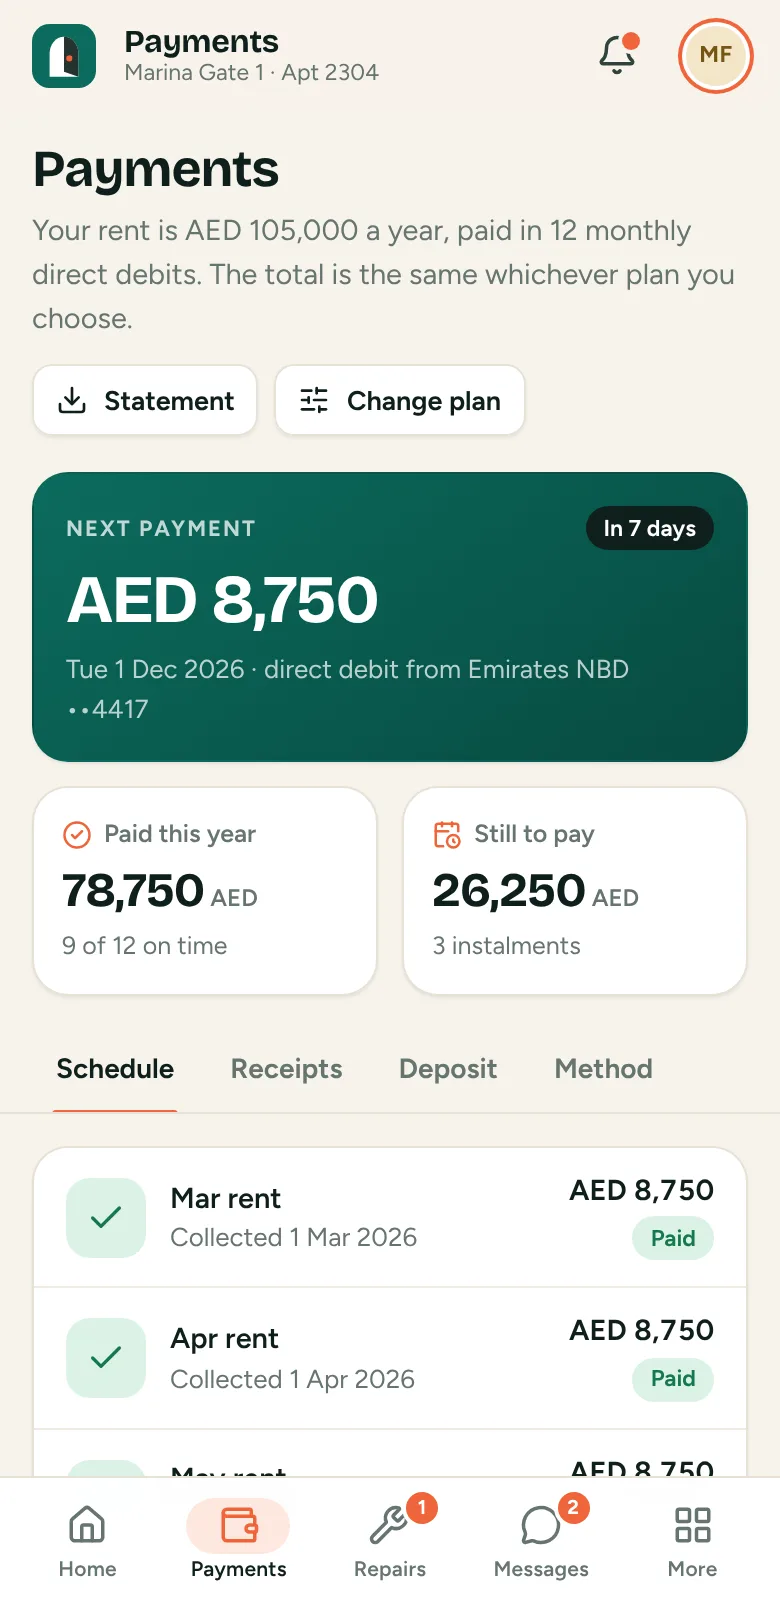 Payments
Marina Gate 1 · Apt 2304
MF
Payments
Your rent is AED 105,000 a year, paid in 12 monthly
direct debits. The total is the same whichever plan you
choose.
Statement
Change plan
NEXT PAYMENT
In 7 days
AED 8,750
Tue 1 Dec 2026 · direct debit from Emirates NBD
••4417
Paid this year
78,750 AED
9 of 12 on time
Still to pay
26,250 AED
3 instalments
Schedule
Receipts
Deposit
Method
Mar rent
AED 8,750
Collected 1 Mar 2026
Paid
Apr rent
AED 8,750
Collected 1 Apr 2026
Paid
May rent
AED 8,750
1
2
Home
Payments
Repairs
Messages
More